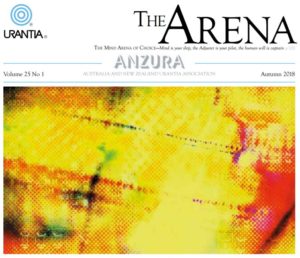 URANTIA
®
THE ARENA
THE MIND ARENA OF CHOICE—Mind is your ship, the Adjuster is your pilot, the human will is captain
ANZURA
AUSTRALIA AND NEW ZEALAND URANTIA ASSOCIATION
Volume 25 No 1
Autumn 2018